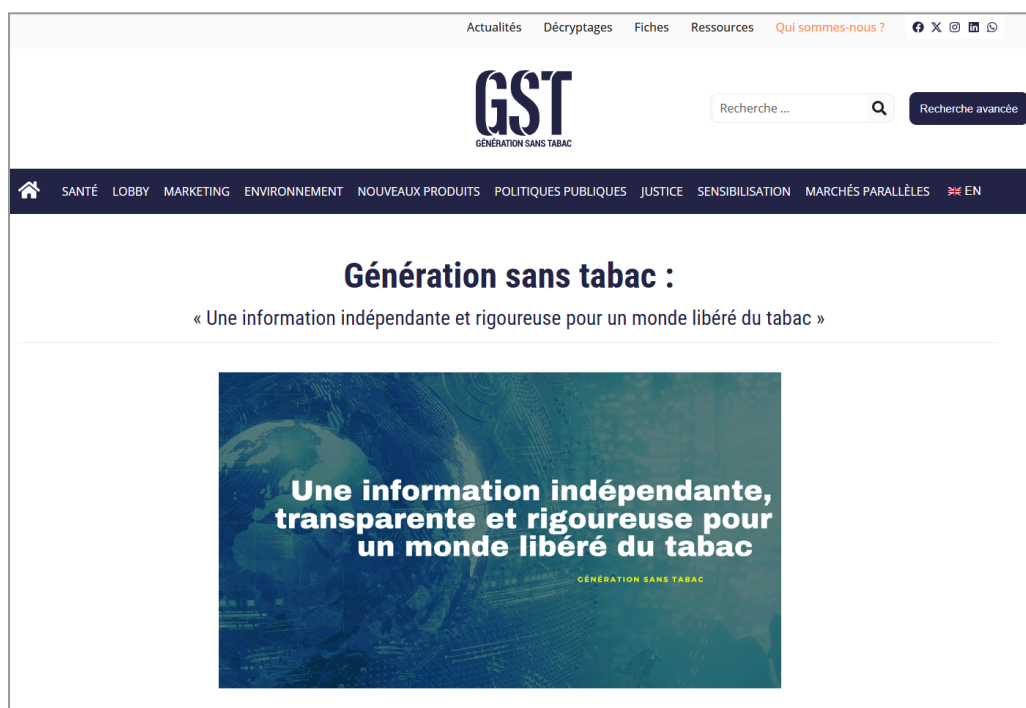 Actualités Décryptages Fiches Ressources Qui sommes-nous ?
GST
GÉNÉRATION SANS TABAC
Recherche ...
Recherche avancée
SANTÉ LOBBY MARKETING ENVIRONNEMENT NOUVEAUX PRODUITS POLITIQUES PUBLIQUES JUSTICE SENSIBILISATION MARCHÉS PARALLÈLES EN
Génération sans tabac :
« Une information indépendante et rigoureuse pour un monde libéré du tabac »
Une information indépendante,
transparente et rigoureuse pour
un monde libéré du tabac
GÉNÉRATION SANS TABAC